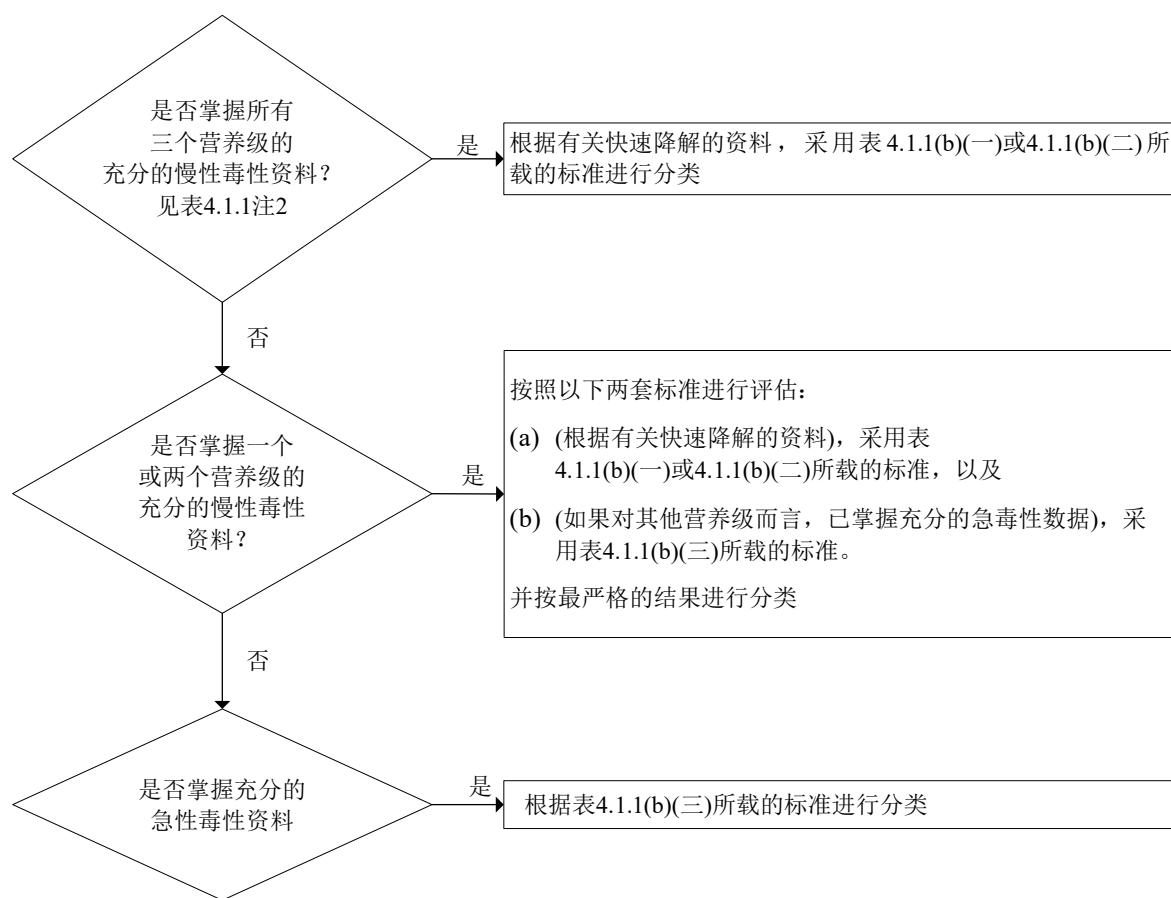 是否掌握所有
三个营养级的
充分的慢性毒性资料？
见表4.1.1注2
是
根据有关快速降解的资料，采用表4.1.1(b)(一)或4.1.1(b)(二)所
载的标准进行分类
否
是否掌握一个
或两个营养级的
充分的慢性毒性
资料？
是
按照以下两套标准进行评估：
(a) (根据有关快速降解的资料)，采用表
4.1.1(b)(一)或4.1.1(b)(二)所载的标准，以及
(b) (如果对其他营养级而言，已掌握充分的急毒性数据)，采
用表4.1.1(b)(三)所载的标准。
并按最严格的结果进行分类
否
是否掌握充分的
急性毒性资料
是
根据表4.1.1(b)(三)所载的标准进行分类